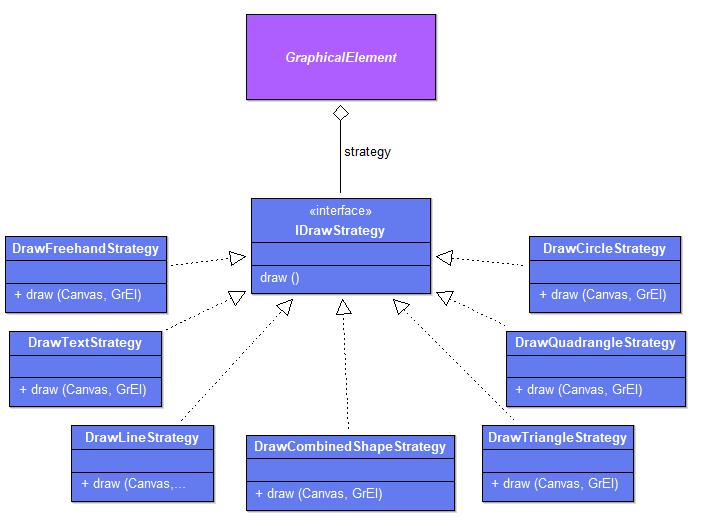 GraphicalElement
strategy
«interface»
IDrawStrategy
draw ()
DrawFreehandStrategy
+ draw (Canvas, GrEl)
DrawCircleStrategy
+ draw (Canvas, GrEl)
DrawTextStrategy
+ draw (Canvas, GrEl)
DrawQuadrangleStrategy
+ draw (Canvas, GrEl)
DrawLineStrategy
+ draw (Canvas,...
DrawCombinedShapeStrategy
+ draw (Canvas, GrEl)
DrawTriangleStrategy
+ draw (Canvas, GrEl)